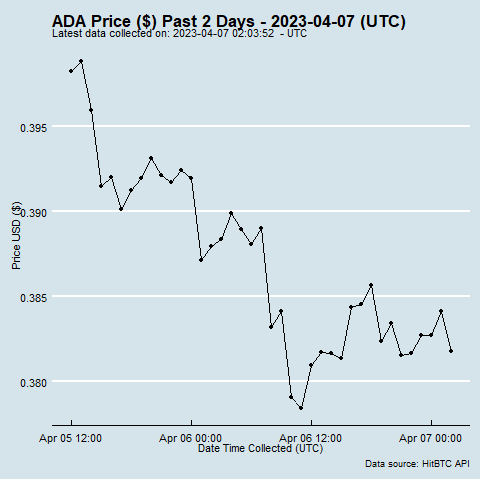 ADA Price ($) Past 2 Days - 2023-04-07 (UTC)
Latest data collected on: 2023-04-07 02:03:52 - UTC
0.395
0.390
0.385
0.380
Price USD ($)
Apr 05 12:00
Apr 06 00:00
Apr 06 12:00
Apr 07 00:00
Date Time Collected (UTC)
Data source: HitBTC API